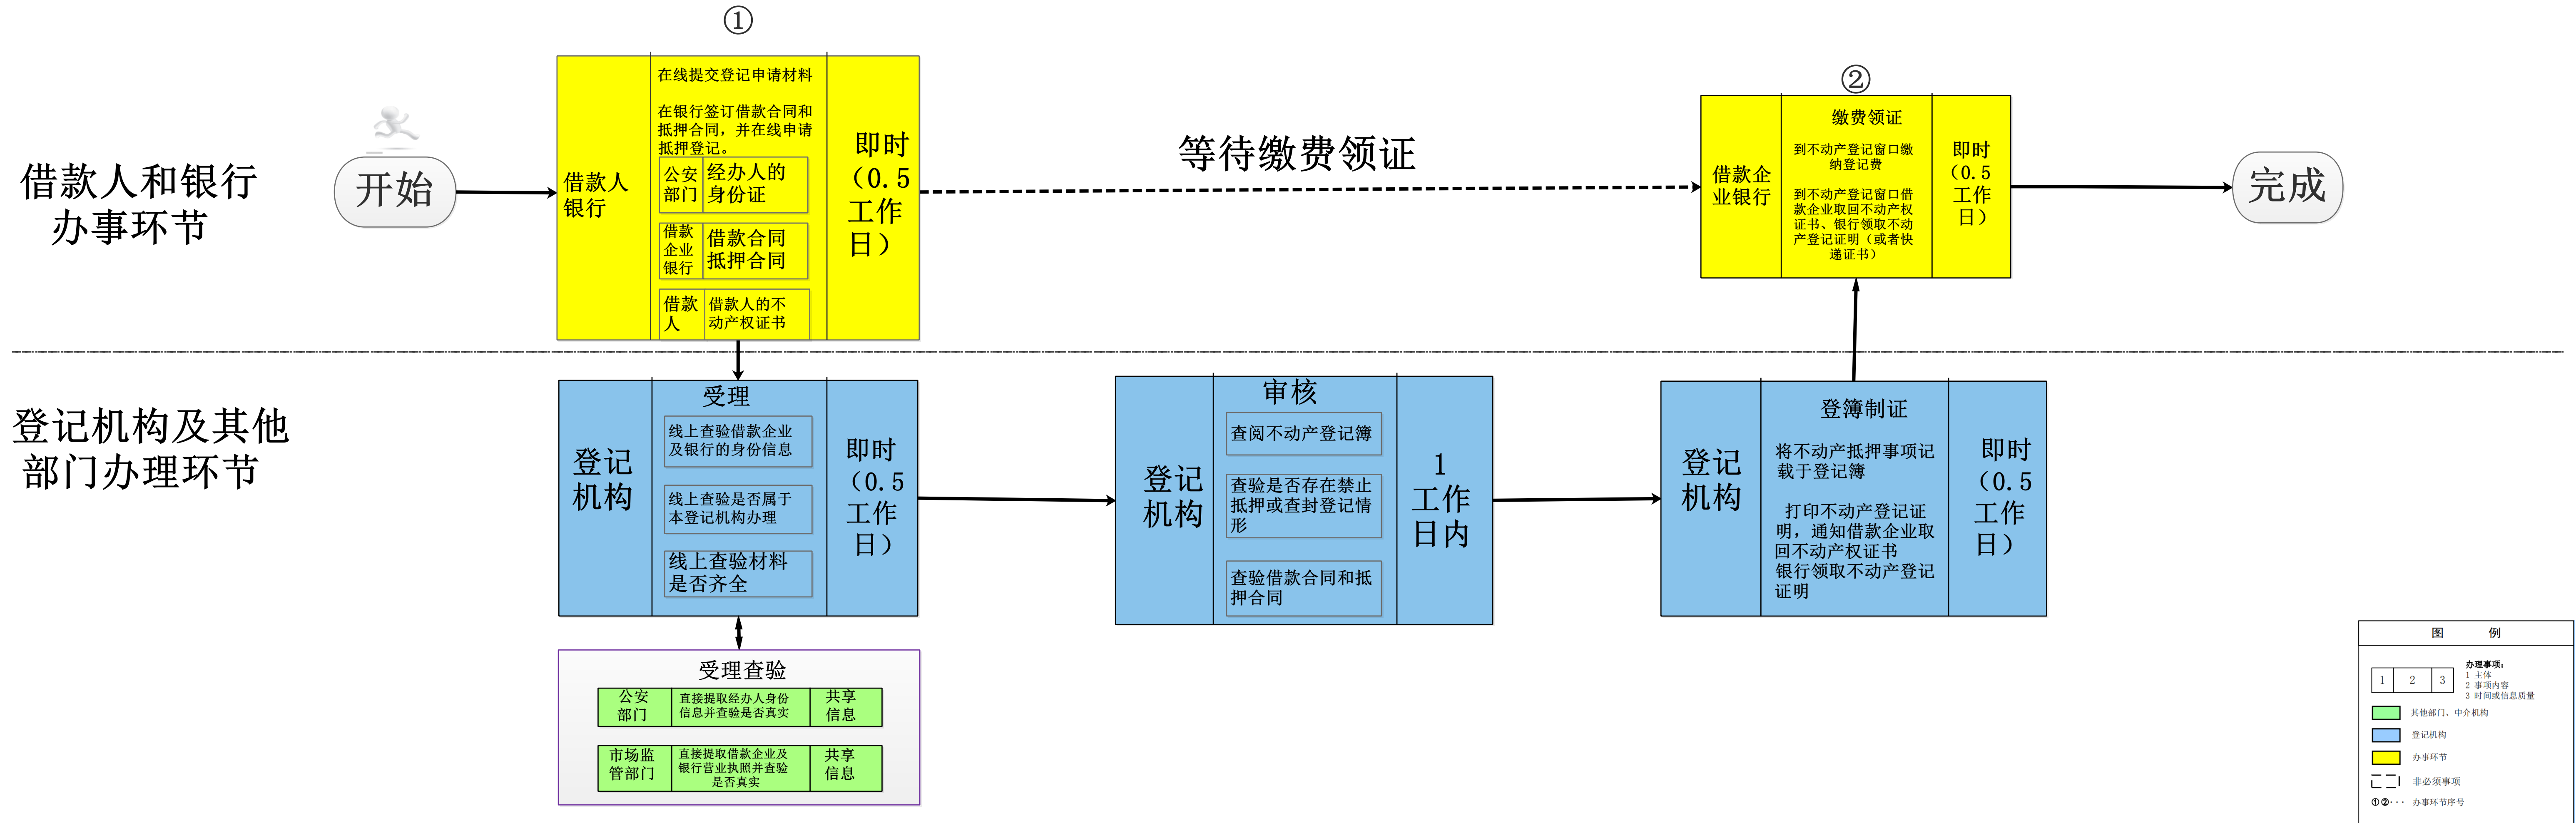 ①
借款人和银行
办事环节
开始
借款人
银行
在线提交登记申请材料
在银行签订借款合同和
抵押合同，并在线申请
抵押登记。
公安
部门
经办人的
身份证
借款
企业
银行
借款合同
抵押合同
借款
人
借款人的不
动产权证书
即时
（0.5
工作
日）
等待缴费领证
②
借款企
业银行
缴费领证
到不动产登记窗口缴
纳登记费
到不动产登记窗口借
款企业取回不动产权
证书、银行领取不动
产登记证明（或者快
递证书）
即时
（0.5
工作
日）
完成
登记机构及其他
部门办理环节
登记
机构
受理
线上查验借款企业
及银行的身份信息
线上查验是否属于
本登记机构办理
线上查验材料
是否齐全
即时
（0.5
工作
日）
登记
机构
审核
查阅不动产登记簿
查验是否存在禁止
抵押或查封登记情
形
查验借款合同和抵
押合同
1
工作
日内
登记
机构
登簿制证
将不动产抵押事项记
载于登记簿
打印不动产登记证
明，通知借款企业取
回不动产权证书
银行领取不动产登记
证明
即时
（0.5
工作
日）
受理查验
公安
部门
直接提取经办人身份
信息并查验是否真实
共享
信息
市场监
管部门
直接提取借款企业及
银行营业执照并查验
是否真实
共享
信息
图 例
1 2 3
办理事项：
1 主体
2 事项内容
3 时间或信息质量
其他部门、中介机构
登记机构
办事环节
非必须事项
①②··· 办事环节序号